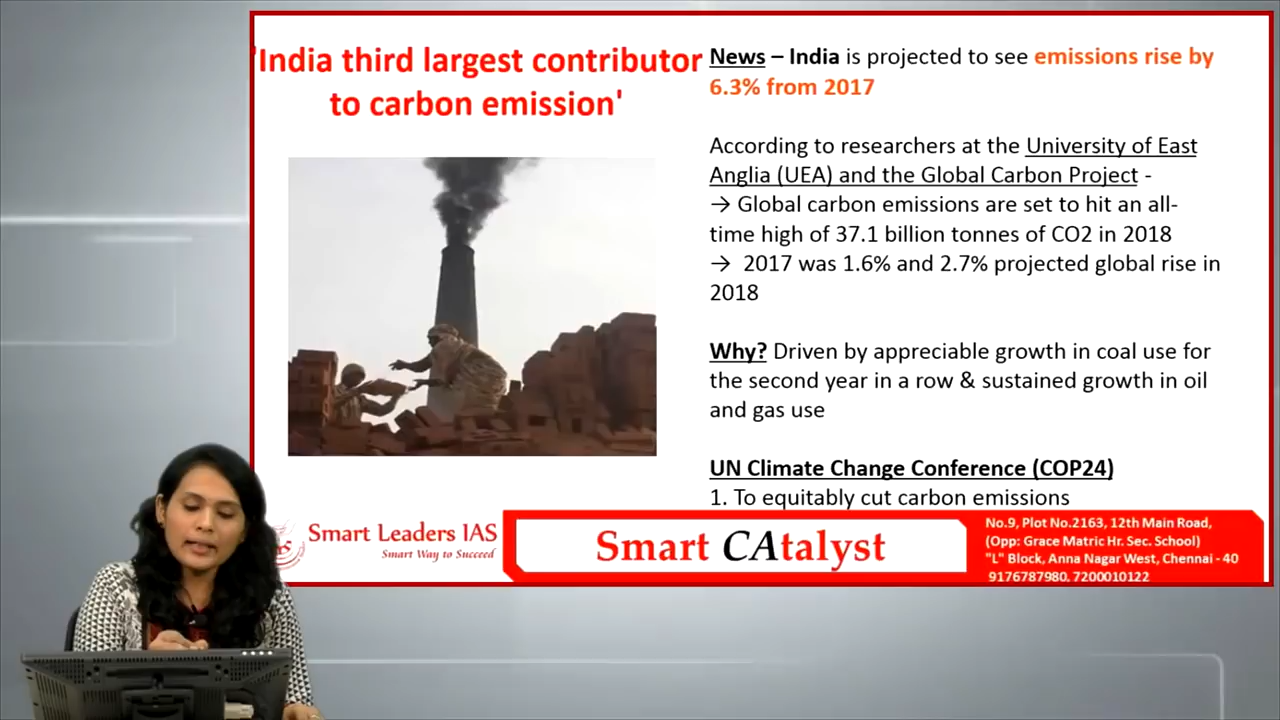 'India third largest contributor
to carbon emission'
News – India is projected to see emissions rise by
6.3% from 2017
According to researchers at the University of East
Anglia (UEA) and the Global Carbon Project -
→ Global carbon emissions are set to hit an all-
time high of 37.1 billion tonnes of CO2 in 2018
→ 2017 was 1.6% and 2.7% projected global rise in
2018
Why? Driven by appreciable growth in coal use for
the second year in a row & sustained growth in oil
and gas use
UN Climate Change Conference (COP24)
1. To equitably cut carbon emissions
Smart Leaders IAS
Smart Way to Succeed
Smart CAtalyst
No.9, Plot No.2163, 12th Main Road,
(Opp: Grace Matric Hr. Sec. School)
"L" Block, Anna Nagar West, Chennai - 40
9176787980, 7200010122